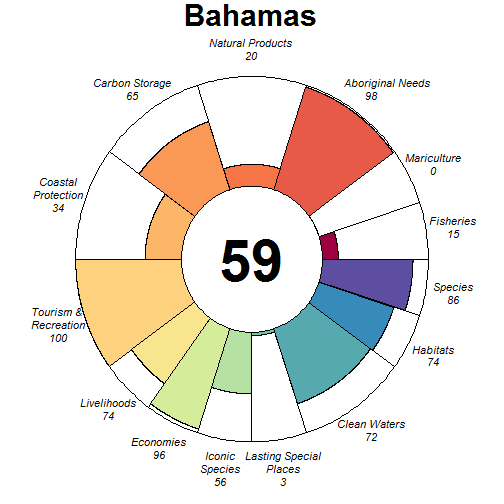 Bahamas
Natural Products
20
Aboriginal Needs
98
Mariculture
0
Fisheries
15
Species
86
Habitats
74
Clean Waters
72
Lasting Special
Places
3
Iconic
Species
56
Economies
96
Livelihoods
74
Tourism &
Recreation
100
Coastal
Protection
34
Carbon Storage
65
59